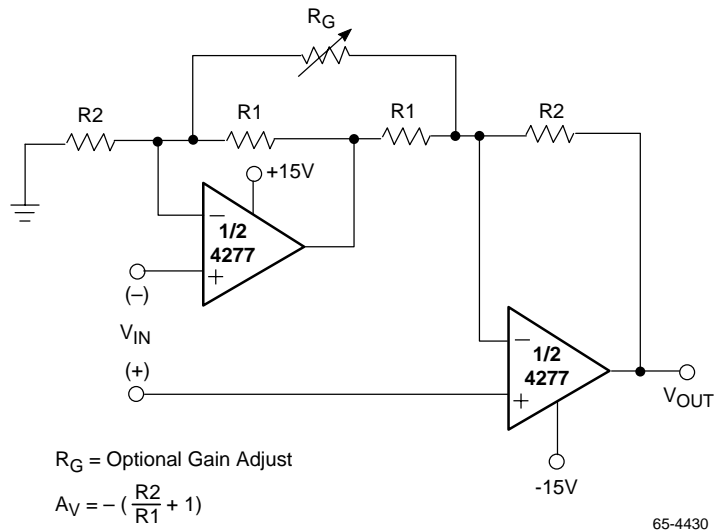 R_G
R2
R1
R1
R2
+15V
–
1/2
4277
+
(–)
V_IN
(+)
–
1/2
4277
+
V_OUT
-15V
R_G = Optional Gain Adjust
A_V = – ( R2/R1 + 1)
65-4430